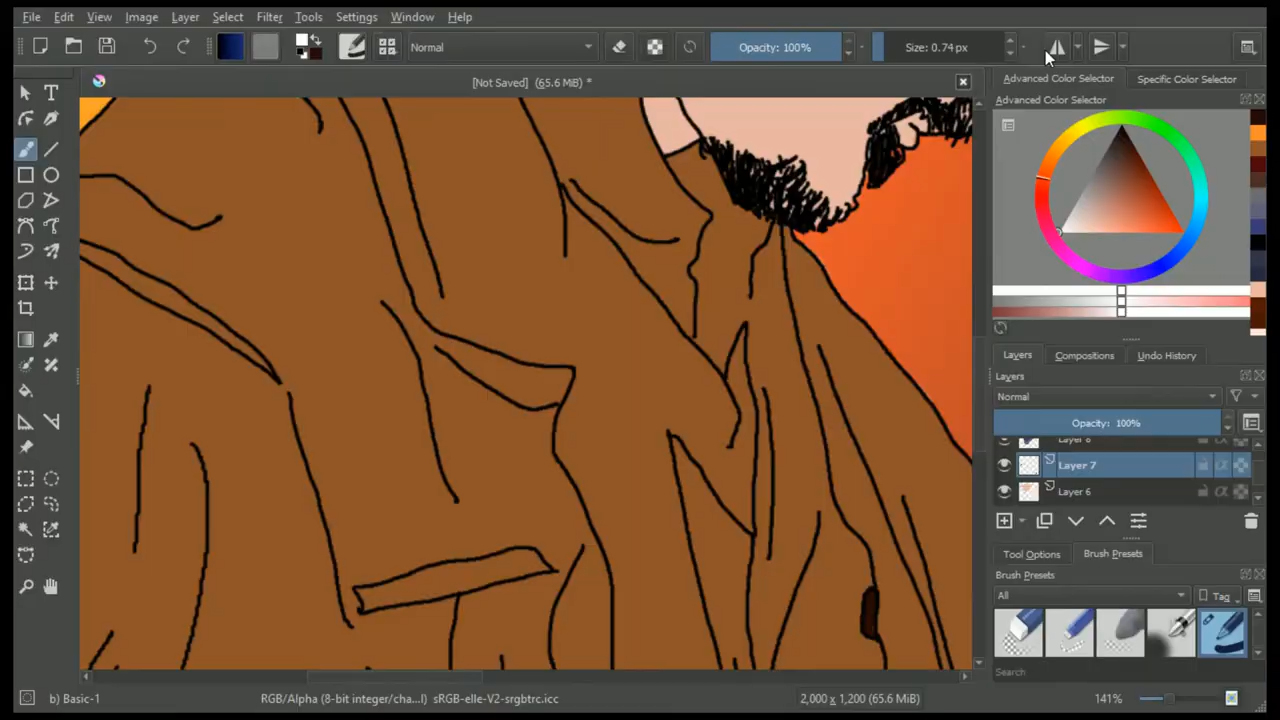 File Edit View Image Layer Select Filter Tools Settings Window Help
Normal Opacity: 100% Size: 0.74 px
[Not Saved] (65.6 MiB) *
Advanced Color Selector Specific Color Selector
Advanced Color Selector
Layers Compositions Undo History
Layers
Normal
Opacity: 100%
Layer 8
Layer 7
Layer 6
Tool Options Brush Presets
Brush Presets
All Tag
Search
b) Basic-1 RGB/Alpha (8-bit integer/cha...l) sRGB-elle-V2-srgbtrc.icc 2,000 x 1,200 (65.6 MiB) 141%